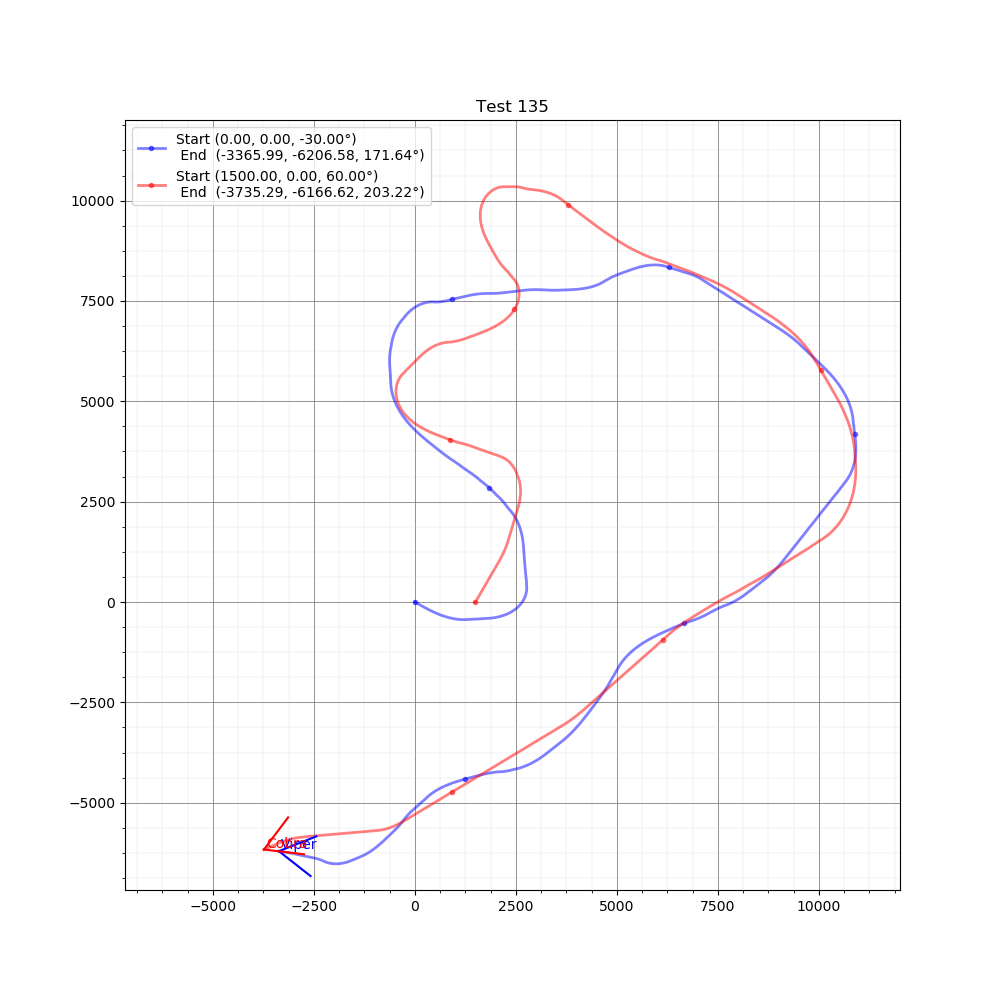 Test 135
Start (0.00, 0.00, -30.00°)
End (-3365.99, -6206.58, 171.64°)
Start (1500.00, 0.00, 60.00°)
End (-3735.29, -6166.62, 203.22°)
10000
7500
5000
2500
0
−2500
−5000
Viper
−5000
−2500
0
2500
5000
7500
10000